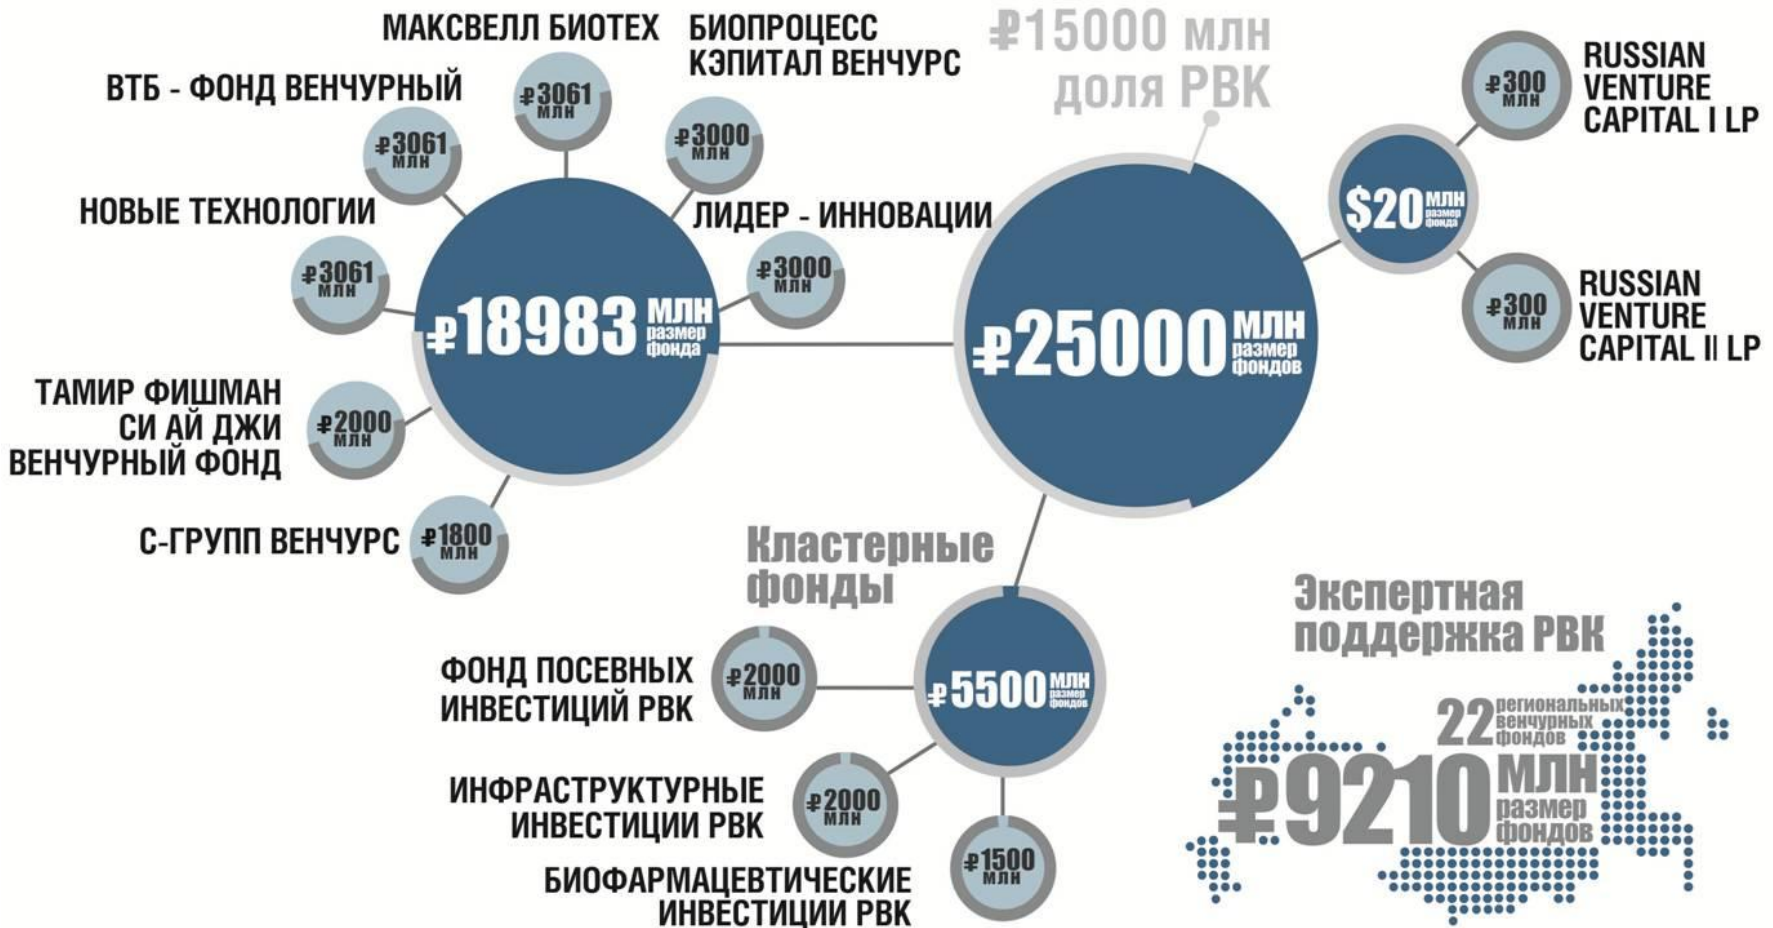 МАКСВЕЛЛ БИОТЕХ
₽3061
МЛН
БИОПРОЦЕСС
КЭПИТАЛ ВЕНЧУРС
₽3000
МЛН
ВТБ - ФОНД ВЕНЧУРНЫЙ
₽3061
МЛН
НОВЫЕ ТЕХНОЛОГИИ
₽3061
МЛН
ЛИДЕР - ИННОВАЦИИ
₽3000
МЛН
₽18983 МЛН
размер
фонда
ТАМИР ФИШМАН
СИ АЙ ДЖИ
ВЕНЧУРНЫЙ ФОНД
₽2000
МЛН
С-ГРУПП ВЕНЧУРС
₽1800
МЛН
₽15000 млн
доля РВК
₽25000 МЛН
размер
фондов
$20 МЛН
размер
фонда
₽300
МЛН
RUSSIAN
VENTURE
CAPITAL I LP
₽300
МЛН
RUSSIAN
VENTURE
CAPITAL II LP
Кластерные
фонды
₽5500 МЛН
размер
фондов
ФОНД ПОСЕВНЫХ
ИНВЕСТИЦИЙ РВК
₽2000
МЛН
ИНФРАСТРУКТУРНЫЕ
ИНВЕСТИЦИИ РВК
₽2000
МЛН
БИОФАРМАЦЕВТИЧЕСКИЕ
ИНВЕСТИЦИИ РВК
₽1500
МЛН
Экспертная
поддержка РВК
22 региональных
венчурных
фондов
₽9210 МЛН
размер
фондов